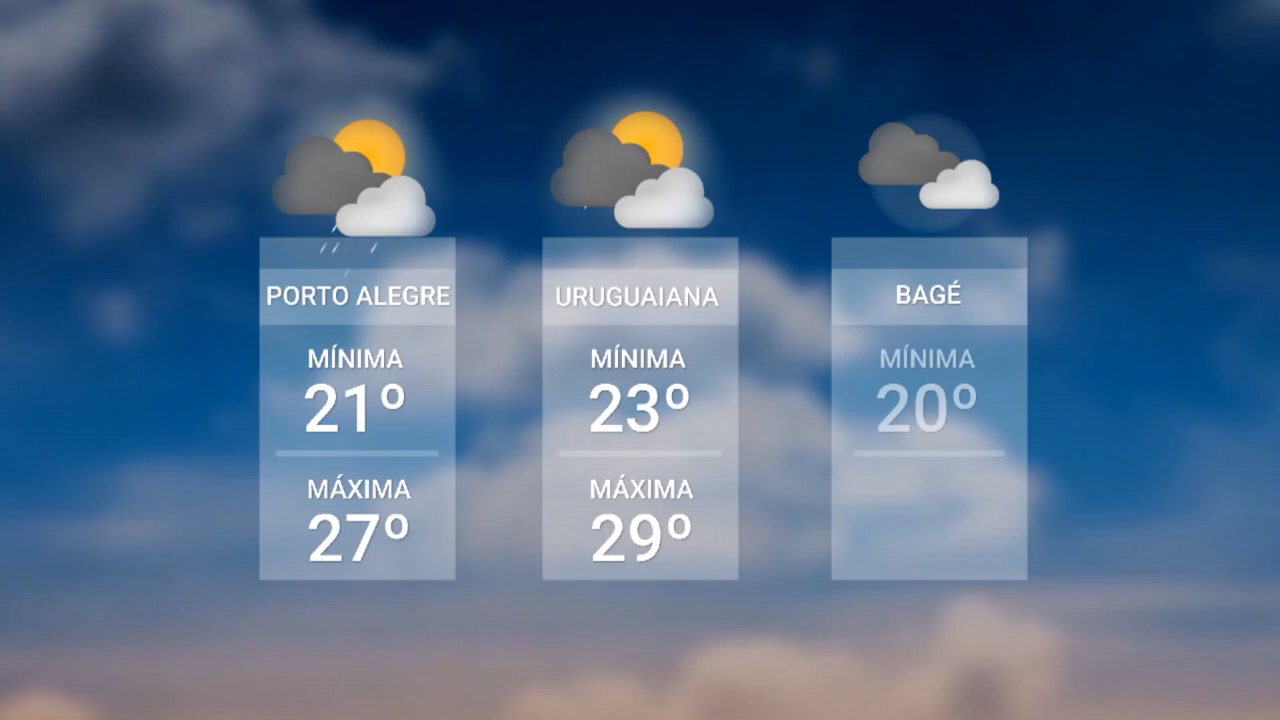 PORTO ALEGRE
MÍNIMA
21º
MÁXIMA
27º
URUGUAIANA
MÍNIMA
23º
MÁXIMA
29º
BAGÉ
MÍNIMA
20º